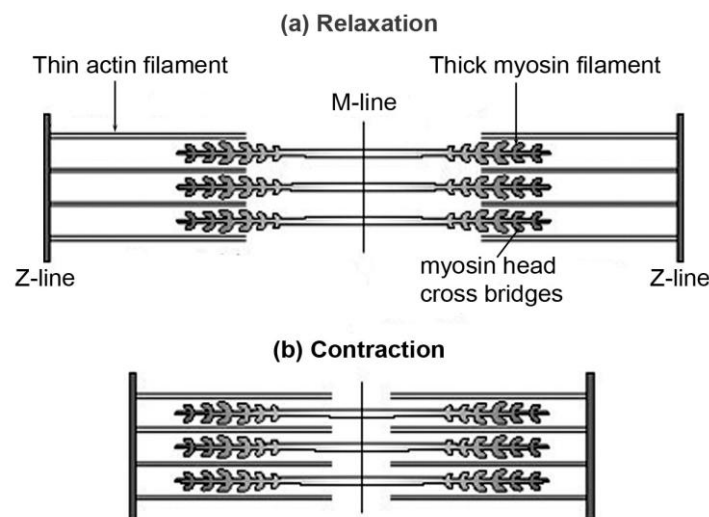 (a) Relaxation
Thin actin filament
Thick myosin filament
M-line
myosin head
cross bridges
Z-line
Z-line
(b) Contraction